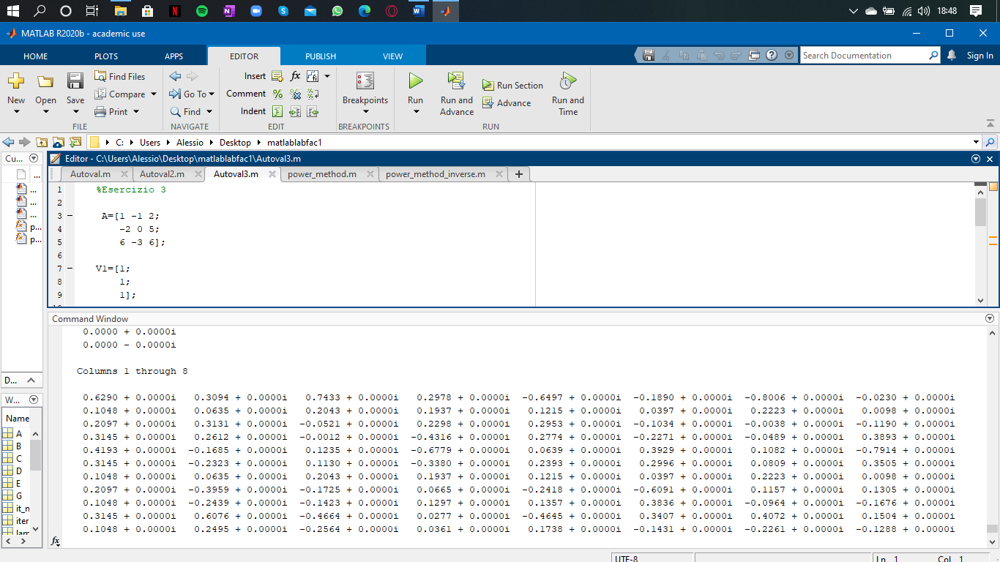 18:48
MATLAB R2020b - academic use
HOME PLOTS APPS EDITOR PUBLISH VIEW Search Documentation Sign In
New Open Save Find Files Compare Print
Go To Find
Insert fx
Comment
Indent
Breakpoints
Run Run and Advance Run Section Advance Run and Time
FILE NAVIGATE EDIT BREAKPOINTS RUN
C: Users Alessio Desktop matlablabfac1
Cu...
Editor - C:\Users\Alessio\Desktop\matlablabfac1\Autoval3.m
Autoval.m Autoval2.m Autoval3.m power_method.m power_method_inverse.m
...
...
...
...
p...
p...
D...
W...
Name
A
B
C
D
E
G
it_n
iter
lam
1 %Esercizio 3
2
3 A=[1 -1 2;
4 -2 0 5;
5 6 -3 6];
6
7 V1=[1;
8 1;
9 1];
Command Window
0.0000 + 0.0000i
0.0000 - 0.0000i
Columns 1 through 8
0.6290 + 0.0000i 0.3094 + 0.0000i 0.7433 + 0.0000i 0.2978 + 0.0000i -0.6497 + 0.0000i -0.1890 + 0.0000i -0.8006 + 0.0000i -0.0230 + 0.0000i
0.1048 + 0.0000i 0.0635 + 0.0000i 0.2043 + 0.0000i 0.1937 + 0.0000i 0.1215 + 0.0000i 0.0397 + 0.0000i 0.2223 + 0.0000i 0.0098 + 0.0000i
0.2097 + 0.0000i 0.3131 + 0.0000i -0.0521 + 0.0000i 0.2298 + 0.0000i 0.2953 + 0.0000i -0.1034 + 0.0000i -0.0038 + 0.0000i -0.1190 + 0.0000i
0.3145 + 0.0000i 0.2612 + 0.0000i -0.0012 + 0.0000i -0.4316 + 0.0000i 0.2774 + 0.0000i -0.2271 + 0.0000i -0.0489 + 0.0000i 0.3893 + 0.0000i
0.4193 + 0.0000i -0.1685 + 0.0000i 0.1235 + 0.0000i -0.6779 + 0.0000i 0.0639 + 0.0000i 0.3929 + 0.0000i 0.1082 + 0.0000i -0.7914 + 0.0000i
0.3145 + 0.0000i -0.2323 + 0.0000i 0.1130 + 0.0000i -0.3380 + 0.0000i 0.2393 + 0.0000i 0.2996 + 0.0000i 0.0809 + 0.0000i 0.3505 + 0.0000i
0.1048 + 0.0000i 0.0635 + 0.0000i 0.2043 + 0.0000i 0.1937 + 0.0000i 0.1215 + 0.0000i 0.0397 + 0.0000i 0.2223 + 0.0000i 0.0098 + 0.0000i
0.2097 + 0.0000i -0.3959 + 0.0000i -0.1725 + 0.0000i 0.0665 + 0.0000i -0.2418 + 0.0000i -0.6091 + 0.0000i 0.1157 + 0.0000i 0.1305 + 0.0000i
0.1048 + 0.0000i -0.2439 + 0.0000i -0.1423 + 0.0000i 0.1297 + 0.0000i 0.1357 + 0.0000i 0.3836 + 0.0000i -0.0964 + 0.0000i -0.1676 + 0.0000i
0.3145 + 0.0000i 0.6076 + 0.0000i -0.4664 + 0.0000i 0.0277 + 0.0000i -0.4645 + 0.0000i 0.3407 + 0.0000i 0.4072 + 0.0000i 0.1504 + 0.0000i
0.1048 + 0.0000i 0.2495 + 0.0000i -0.2564 + 0.0000i 0.0361 + 0.0000i 0.1738 + 0.0000i -0.1431 + 0.0000i -0.2261 + 0.0000i -0.1288 + 0.0000i
fx
UTF-8 Ln 1 Col 1